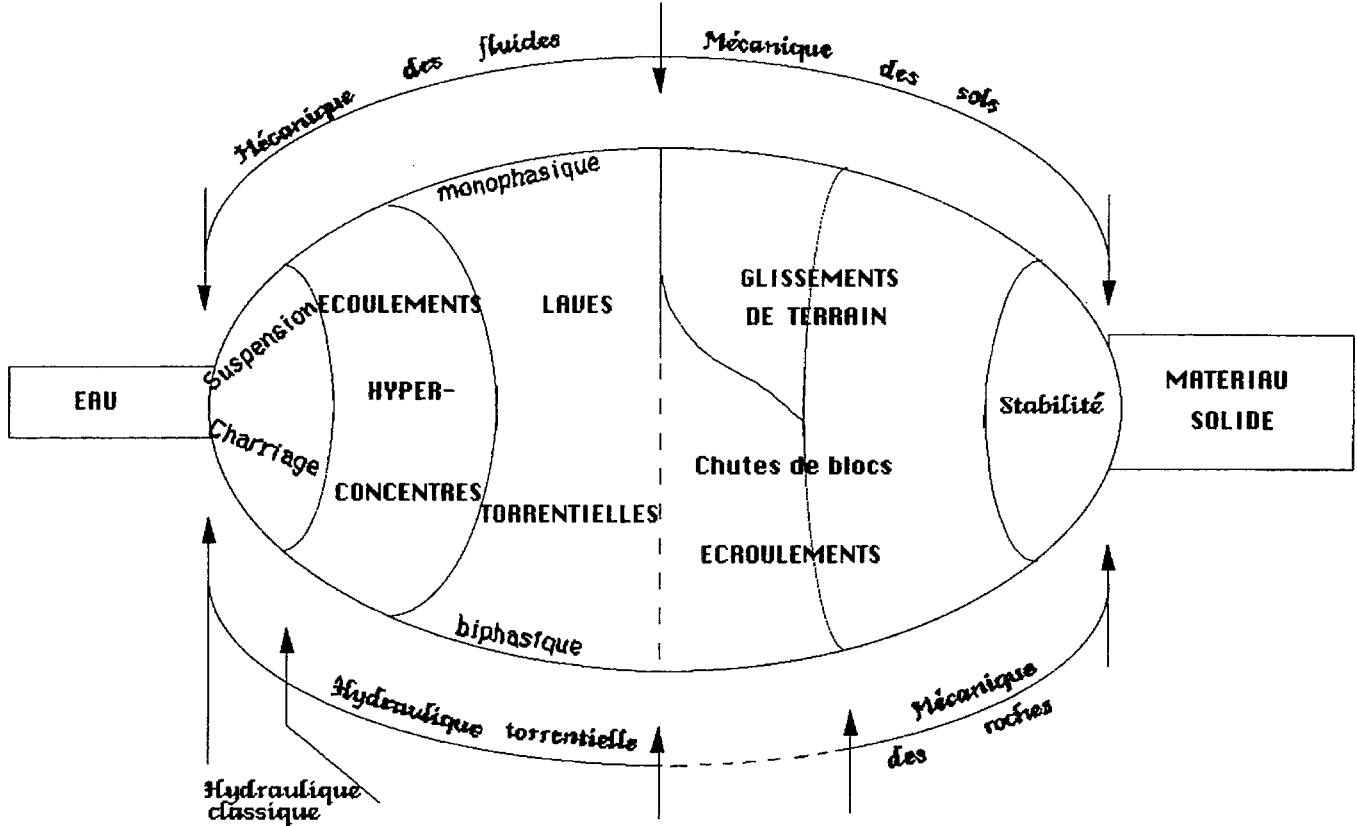 Mécanique des fluides
Mécanique des sols
monophasique
Suspension
ECOULEMENTS
HYPER-
CONCENTRES
LAVES
TORRENTIELLES
GLISSEMENTS
DE TERRAIN
EAU
Charriage
Stabilité
MATERIAU
SOLIDE
Chutes de blocs
ECROULEMENTS
biphasique
Hydraulique torrentielle
Mécanique
des roches
Hydraulique
classique